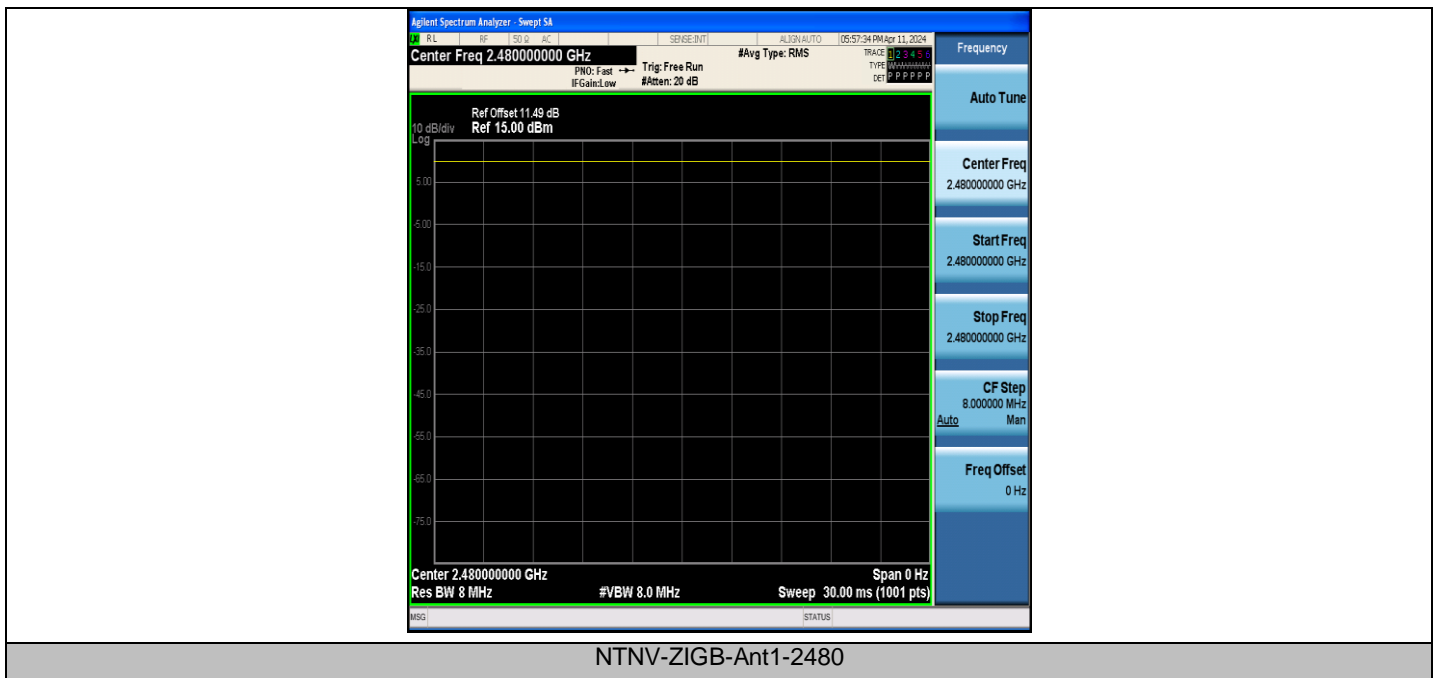 Agilent Spectrum Analyzer - Swept SA
RL RF 50 Ω AC SENSE:INT ALIGN AUTO 05:57:34 PM Apr 11, 2024
Center Freq 2.480000000 GHz
PNO: Fast
IFGain:Low
Trig: Free Run
#Atten: 20 dB
#Avg Type: RMS
TRACE 1 2 3 4 5 6
TYPE
DET P P P P P P
Ref Offset 11.49 dB
10 dB/div Ref 15.00 dBm
Log
5.00
-5.00
-15.0
-25.0
-35.0
-45.0
-55.0
-65.0
-75.0
Center 2.480000000 GHz Span 0 Hz
Res BW 8 MHz #VBW 8.0 MHz Sweep 30.00 ms (1001 pts)
MSG STATUS
Frequency
Auto Tune
Center Freq
2.480000000 GHz
Start Freq
2.480000000 GHz
Stop Freq
2.480000000 GHz
CF Step
8.000000 MHz
Auto Man
Freq Offset
0 Hz
NTNV-ZIGB-Ant1-2480